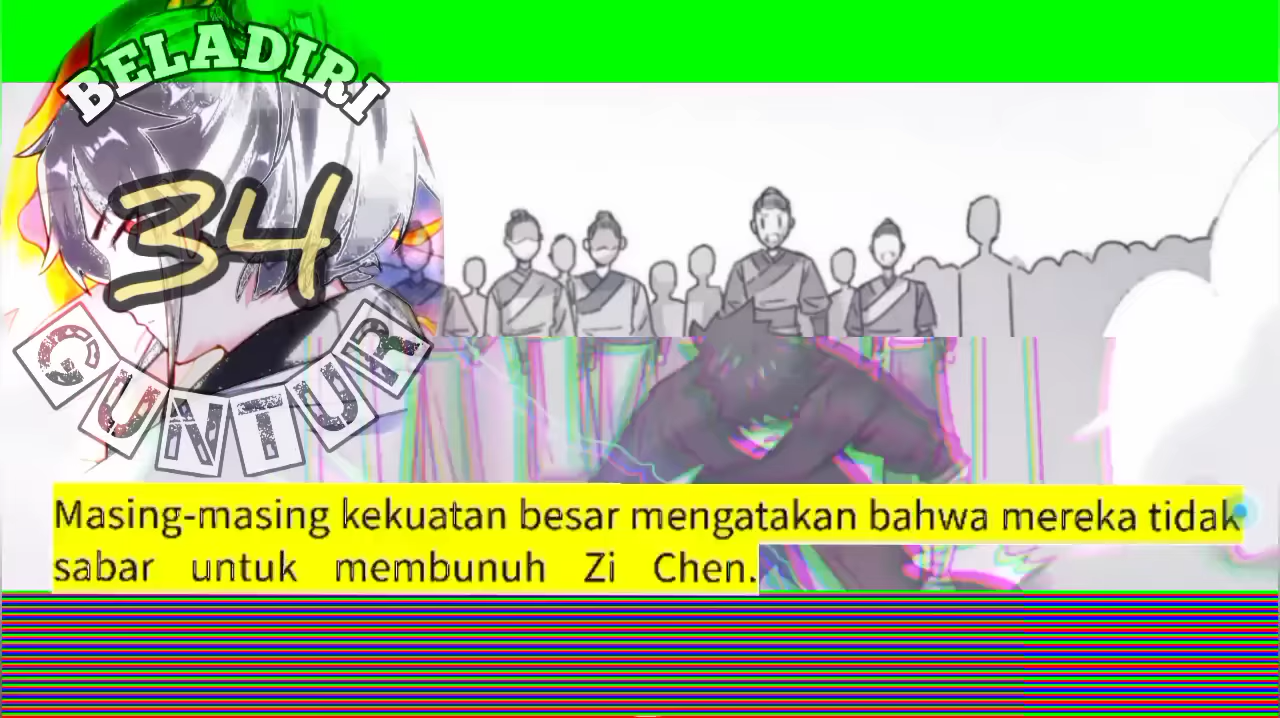 BELADIRI
34
GUNTUR
Masing-masing kekuatan besar mengatakan bahwa mereka tidak
sabar untuk membunuh Zi Chen.